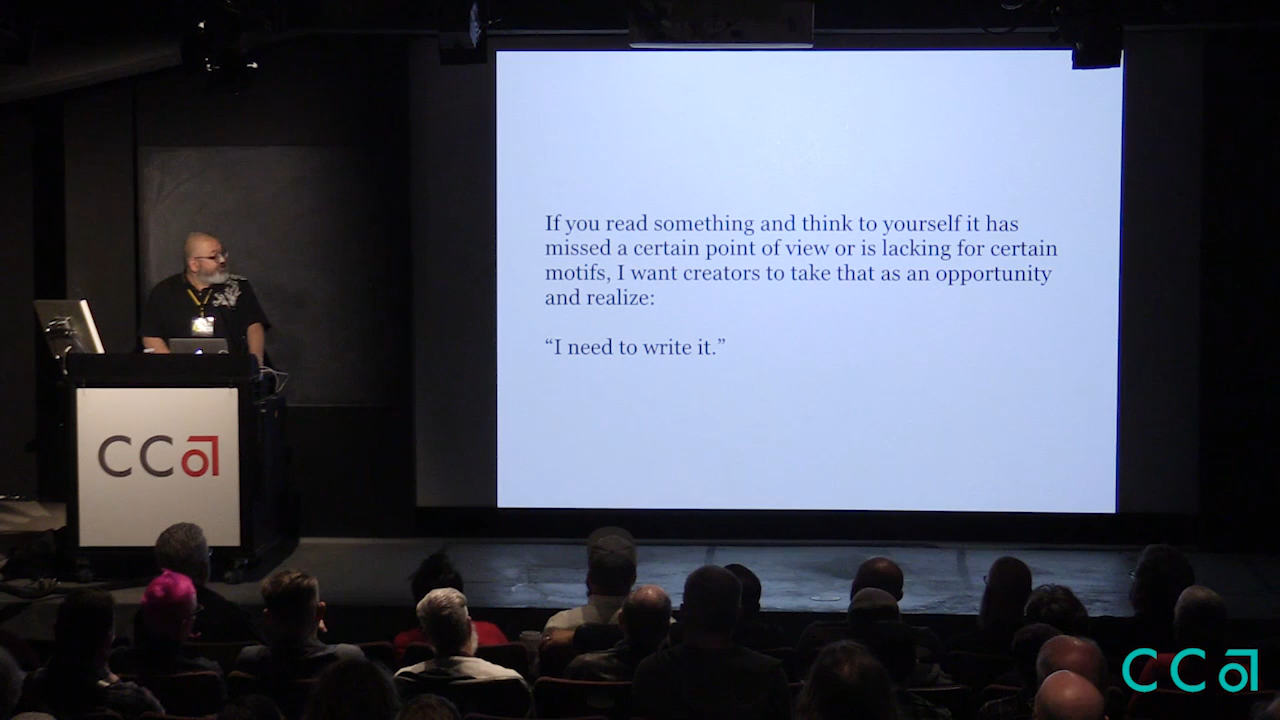 If you read something and think to yourself it has
missed a certain point of view or is lacking for certain
motifs, I want creators to take that as an opportunity
and realize:
“I need to write it.”
CCa
CCa